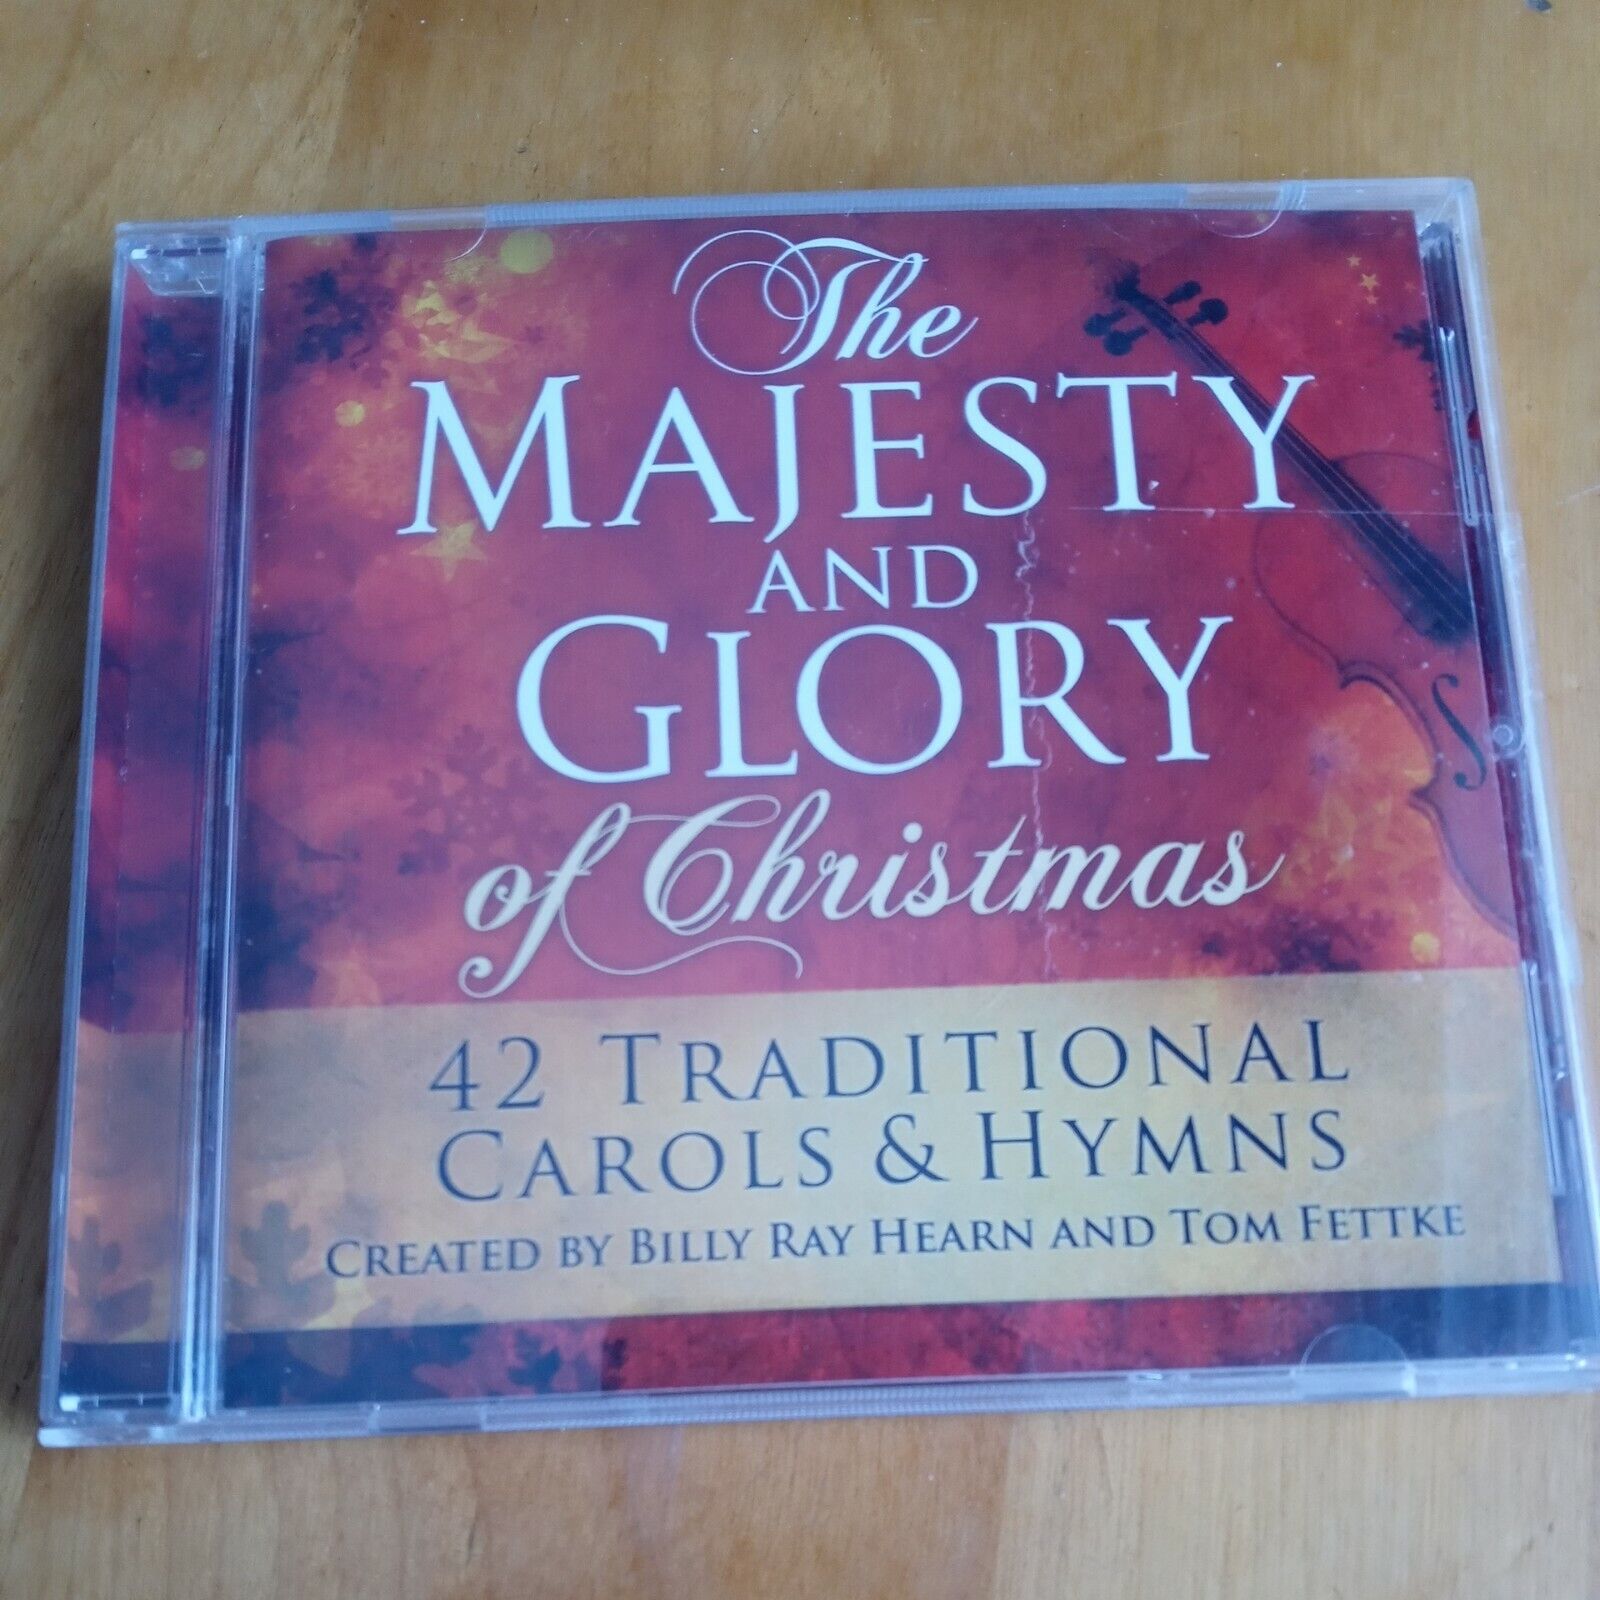 The
MAJESTY
AND
GLORY
of Christmas
42 TRADITIONAL
CAROLS & HYMNS
CREATED BY BILLY RAY HEARN AND TOM FETTKE